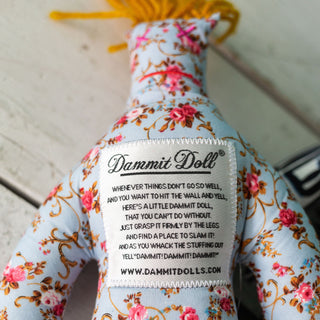 Dammit Doll®
WHENEVER THINGS DON'T GO SO WELL,
AND YOU WANT TO HIT THE WALL AND YELL,
HERE'S A LITTLE DAMMIT DOLL,
THAT YOU CAN'T DO WITHOUT.
JUST GRASP IT FIRMLY BY THE LEGS
AND FIND A PLACE TO SLAM IT!
AND AS YOU WHACK THE STUFFING OUT
YELL "DAMMIT! DAMMIT! DAMMIT!"
WWW.DAMMITDOLLS.COM